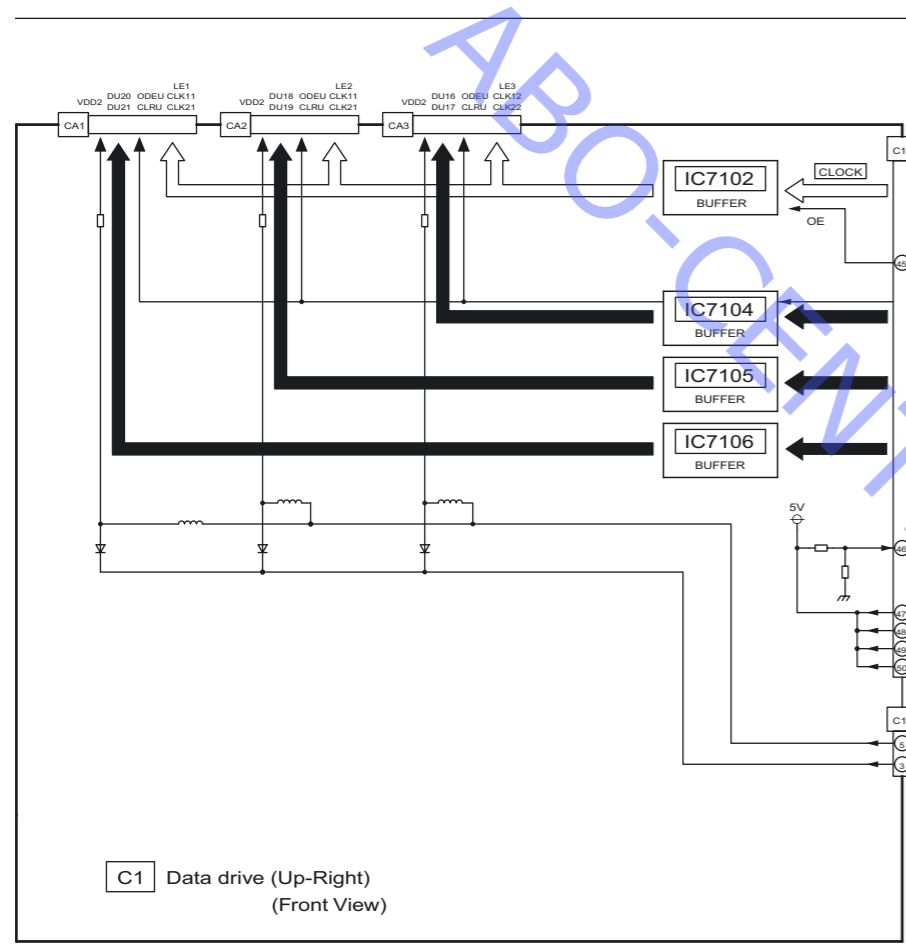 LE1
DU20 ODEU CLK11
VDD2 DU21 CLRU CLK21
CA1
LE2
DU18 ODEU CLK11
VDD2 DU19 CLRU CLK21
CA2
LE3
DU16 ODEU CLK12
VDD2 DU17 CLRU CLK22
CA3
C1
IC7102
BUFFER
CLOCK
OE
45
IC7104
BUFFER
IC7105
BUFFER
IC7106
BUFFER
5V
46
47
48
49
50
C1
5
3
C1 Data drive (Up-Right)
(Front View)
ABO-CENT